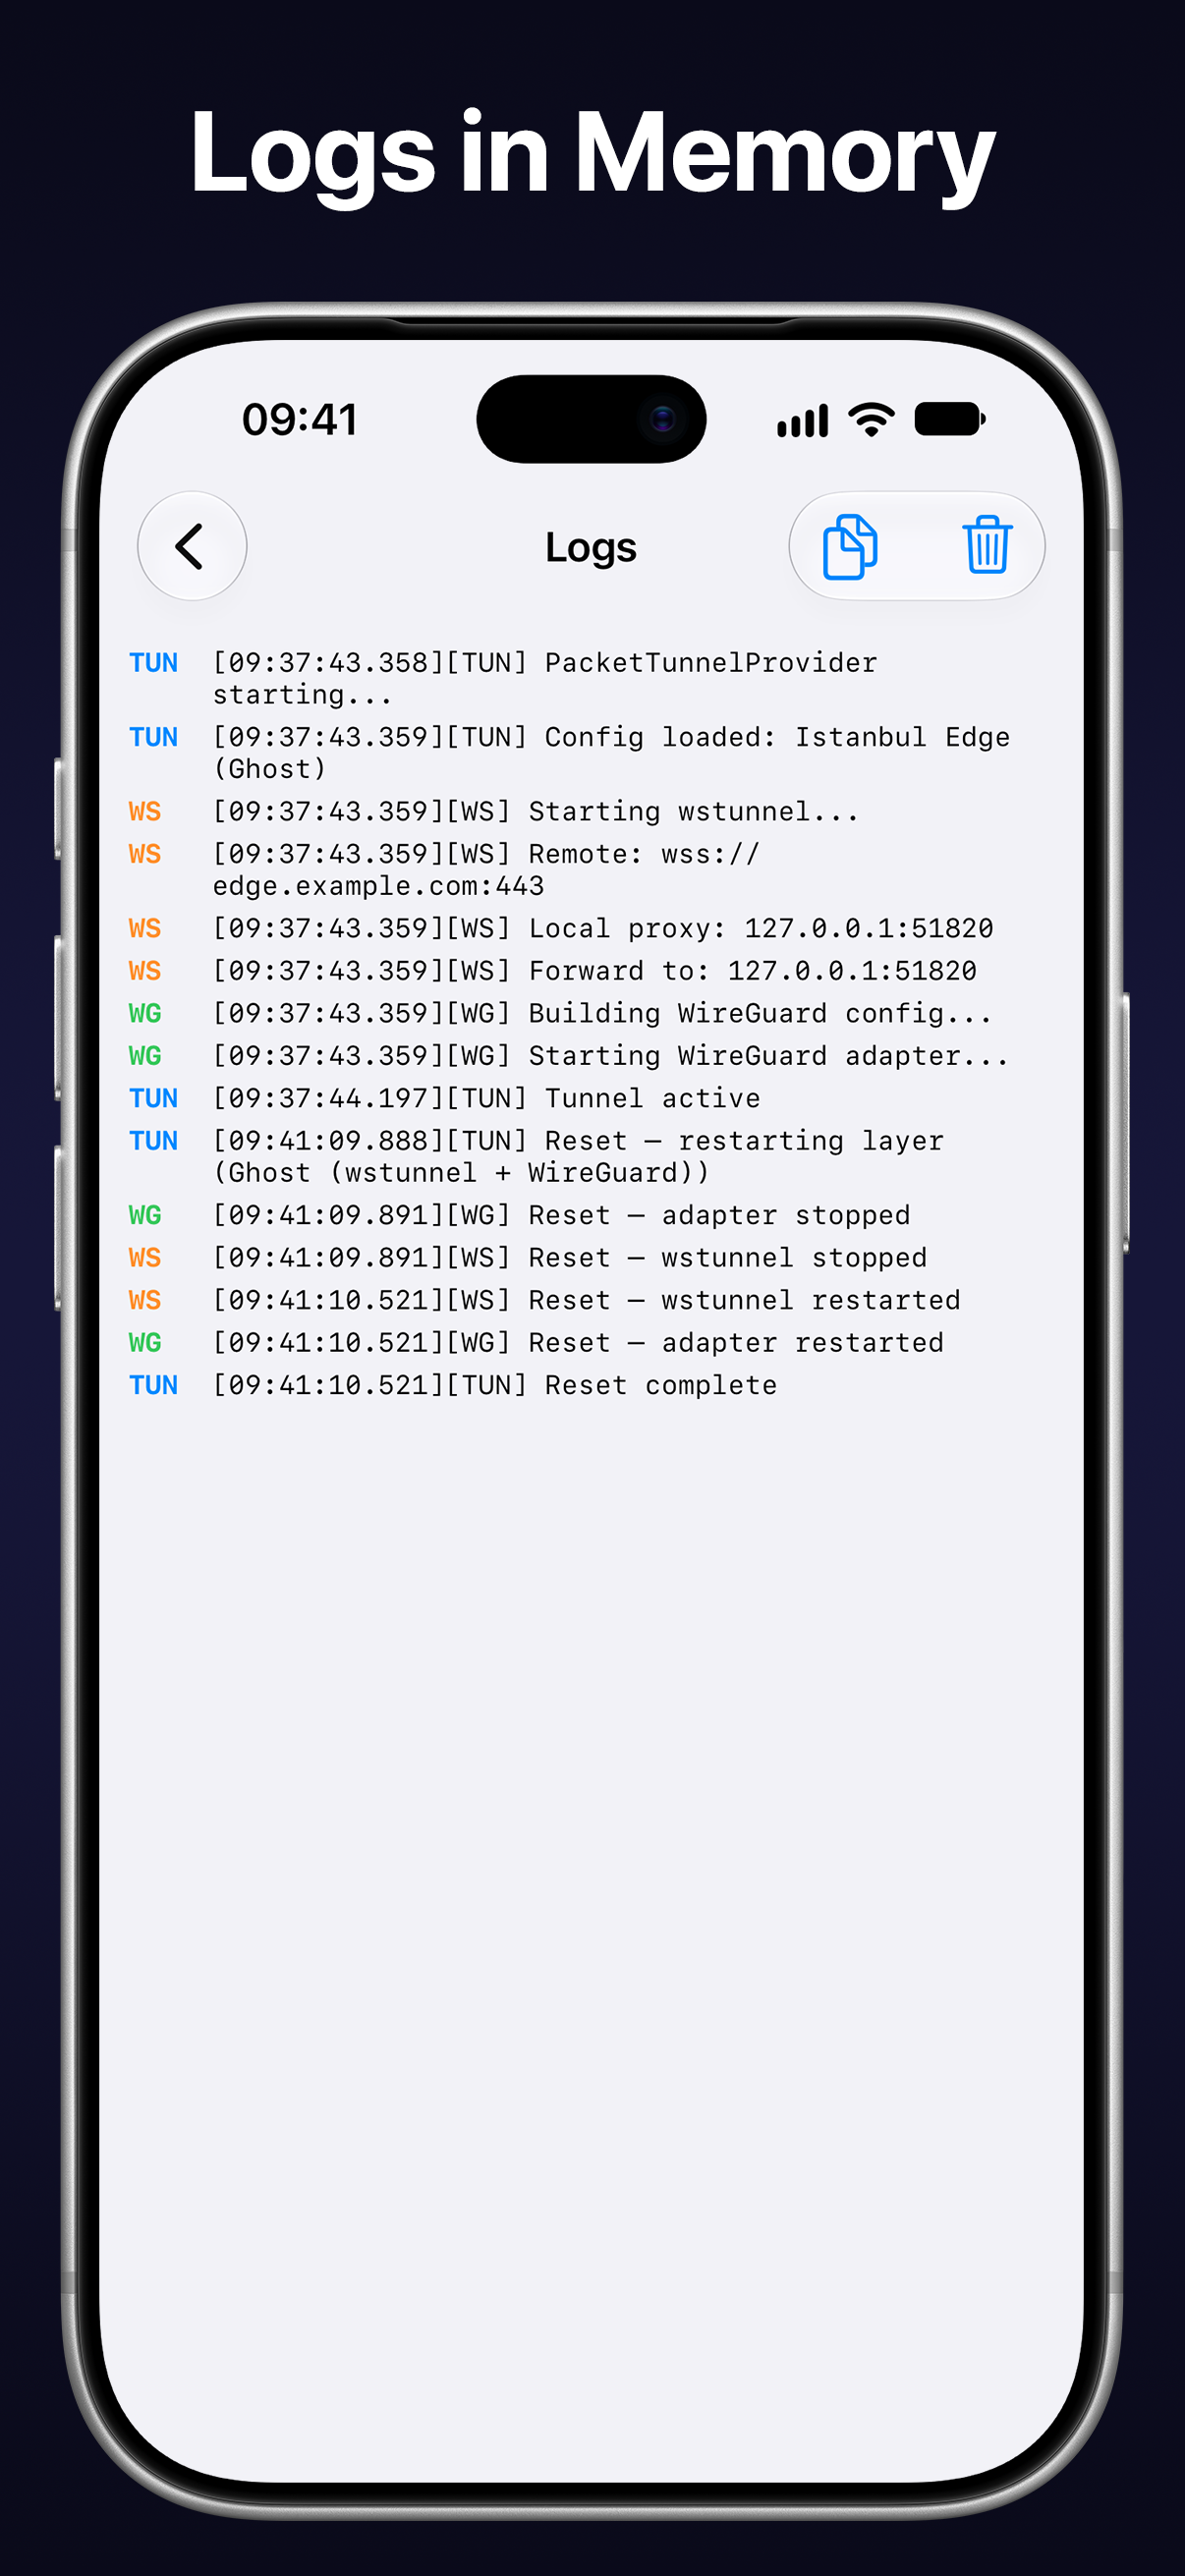 Logs in Memory
09:41
Logs
TUN [09:37:43.358][TUN] PacketTunnelProvider
starting...
TUN [09:37:43.359][TUN] Config loaded: Istanbul Edge
(Ghost)
WS [09:37:43.359][WS] Starting wstunnel...
WS [09:37:43.359][WS] Remote: wss://
edge.example.com:443
WS [09:37:43.359][WS] Local proxy: 127.0.0.1:51820
WS [09:37:43.359][WS] Forward to: 127.0.0.1:51820
WG [09:37:43.359][WG] Building WireGuard config...
WG [09:37:43.359][WG] Starting WireGuard adapter...
TUN [09:37:44.197][TUN] Tunnel active
TUN [09:41:09.888][TUN] Reset — restarting layer
(Ghost (wstunnel + WireGuard))
WG [09:41:09.891][WG] Reset — adapter stopped
WS [09:41:09.891][WS] Reset — wstunnel stopped
WS [09:41:10.521][WS] Reset — wstunnel restarted
WG [09:41:10.521][WG] Reset — adapter restarted
TUN [09:41:10.521][TUN] Reset complete